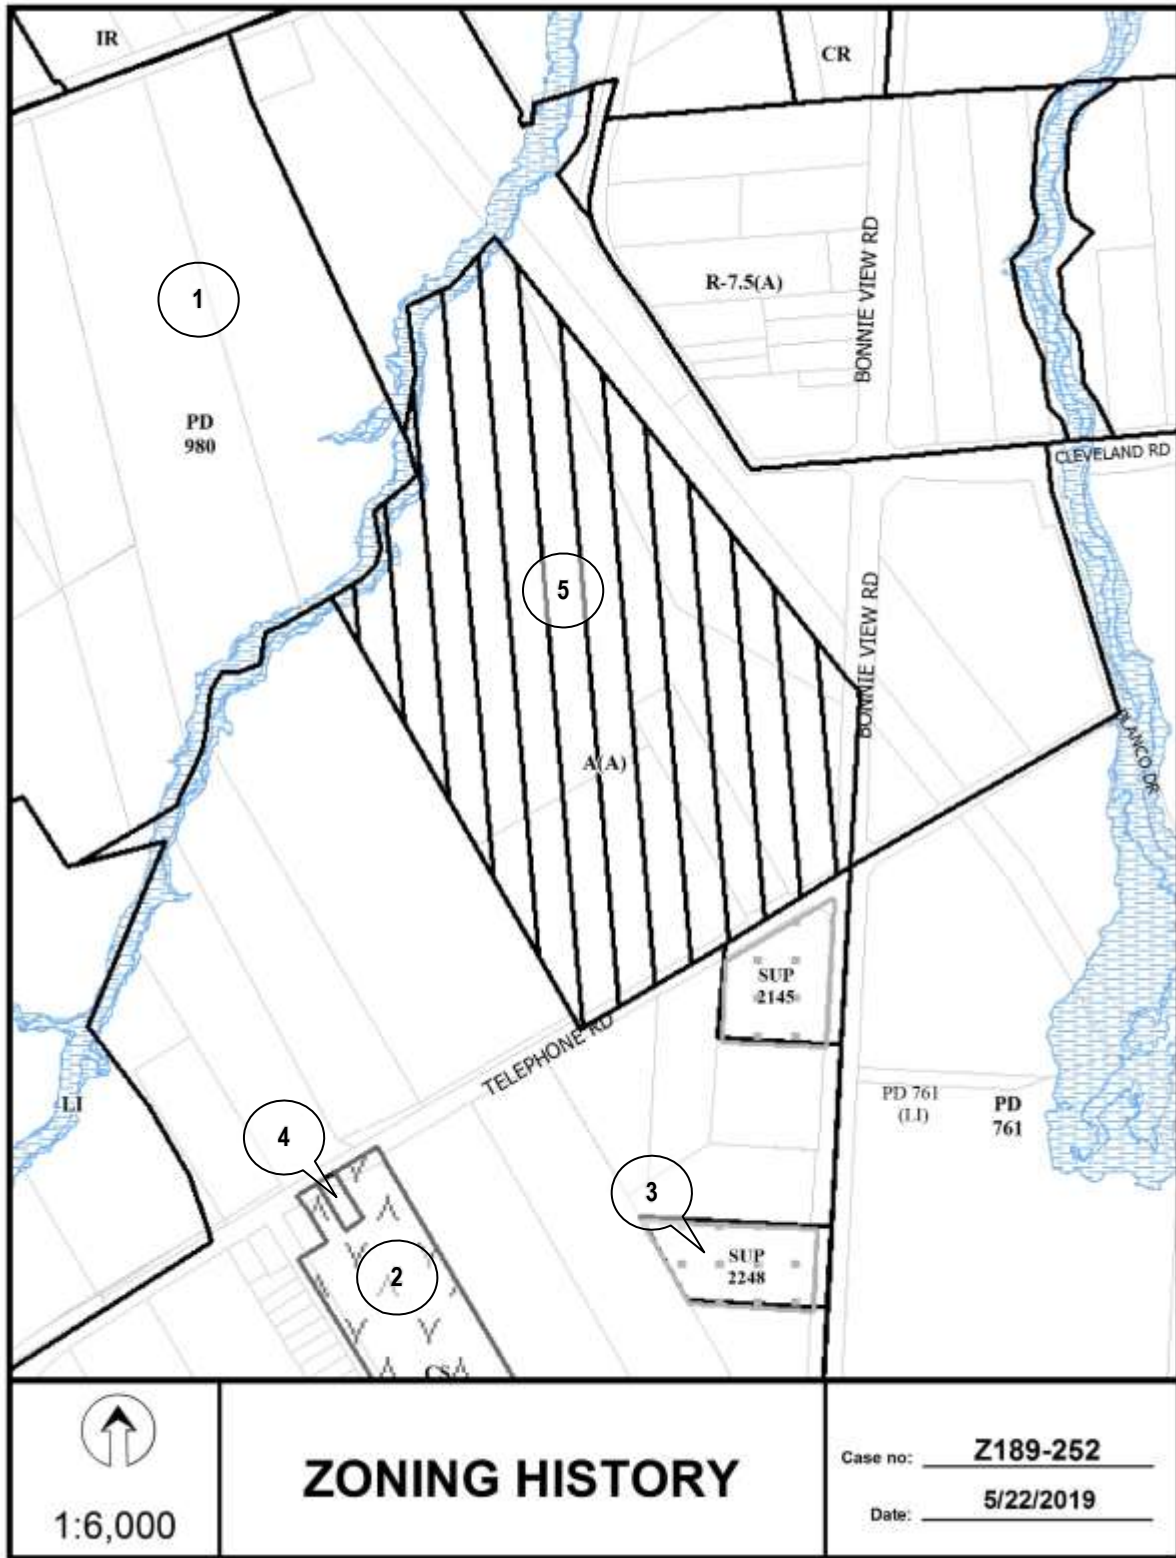 IR
CR
1
R-7.5(A)
BONNIE VIEW RD
PD
980
CLEVELAND RD
5
BONNIE VIEW RD
A(A)
BLANCO DR
SUP
2145
TELEPHONE RD
PD 761
(LI)
PD
761
LI
4
3
SUP
2248
2
CS
1:6,000
ZONING HISTORY
Case no: Z189-252
Date: 5/22/2019